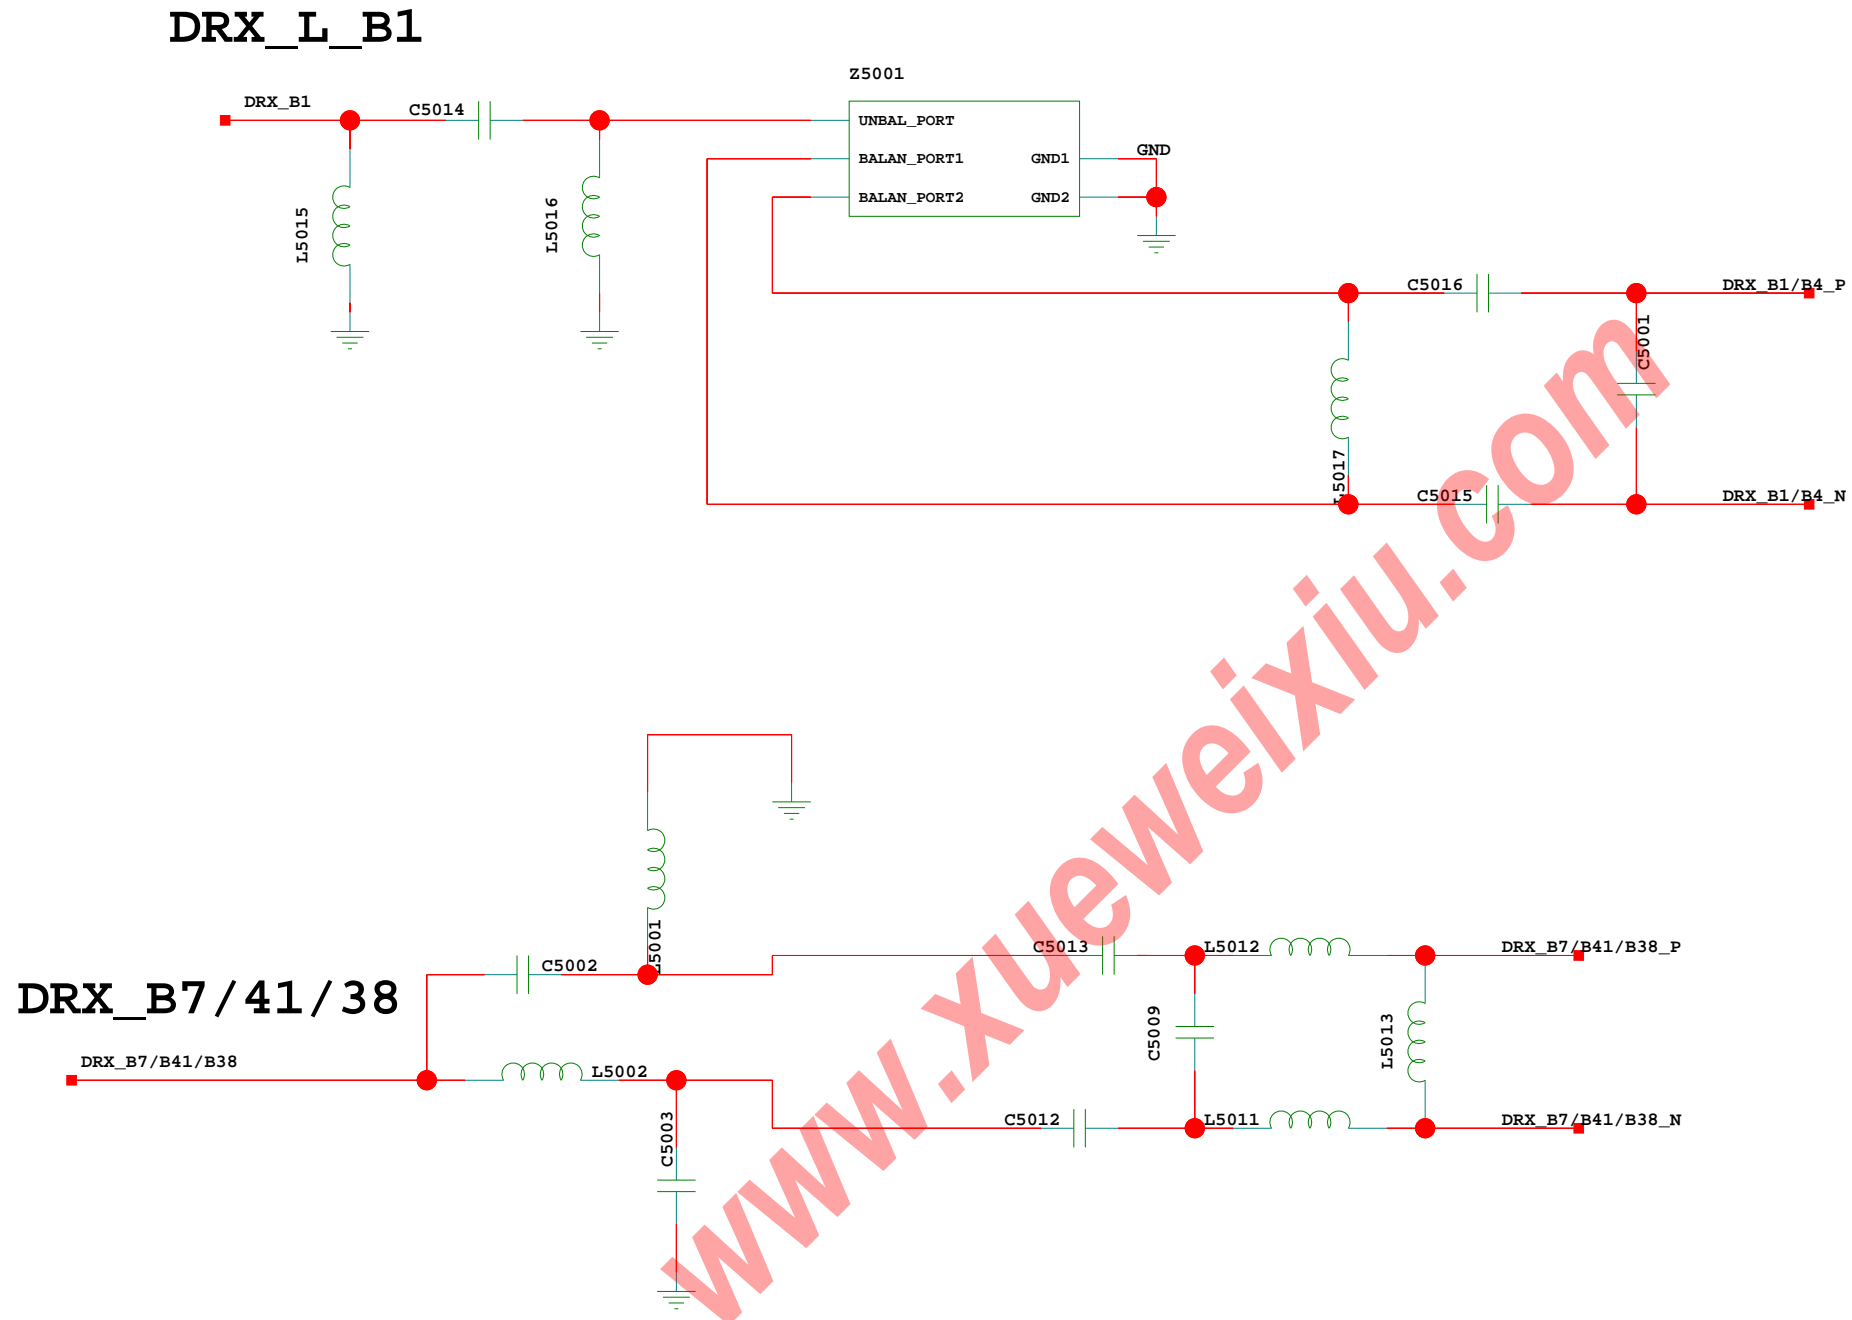 DRX_L_B1
Z5001
DRX_B1
C5014
UNBAL_PORT
BALAN_PORT1
GND1
GND
BALAN_PORT2
GND2
L5015
L5016
C5016
DRX_B1/B4_P
C5001
L5017
C5015
DRX_B1/B4_N
L5001
C5002
C5013
L5012
DRX_B7/B41/B38_P
DRX_B7/41/38
C5009
L5013
DRX_B7/B41/B38
L5002
C5003
C5012
L5011
DRX_B7/B41/B38_N
www.xueweixiu.com